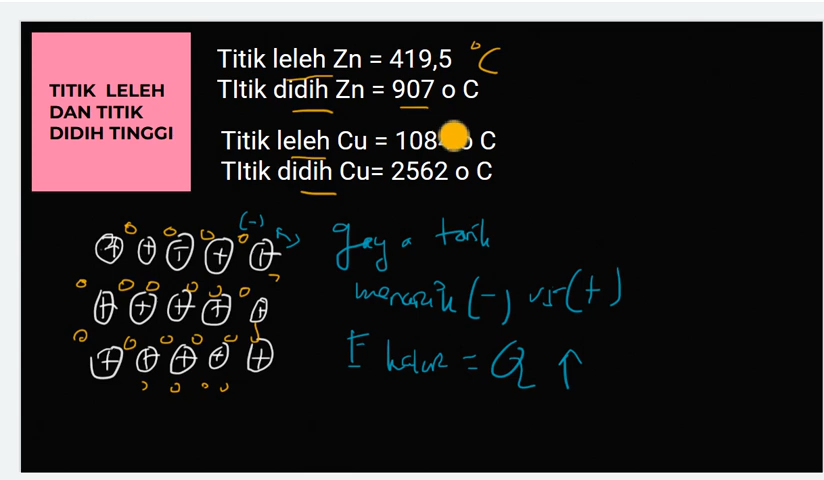 TITIK LELEH
DAN TITIK
DIDIH TINGGI
Titik leleh Zn = 419,5 °C
TItik didih Zn = 907 o C
Titik leleh Cu = 108 o C
TItik didih Cu= 2562 o C
(-)
gaya tarik
menarik (-) vs (+)
E kalor = Q ↑